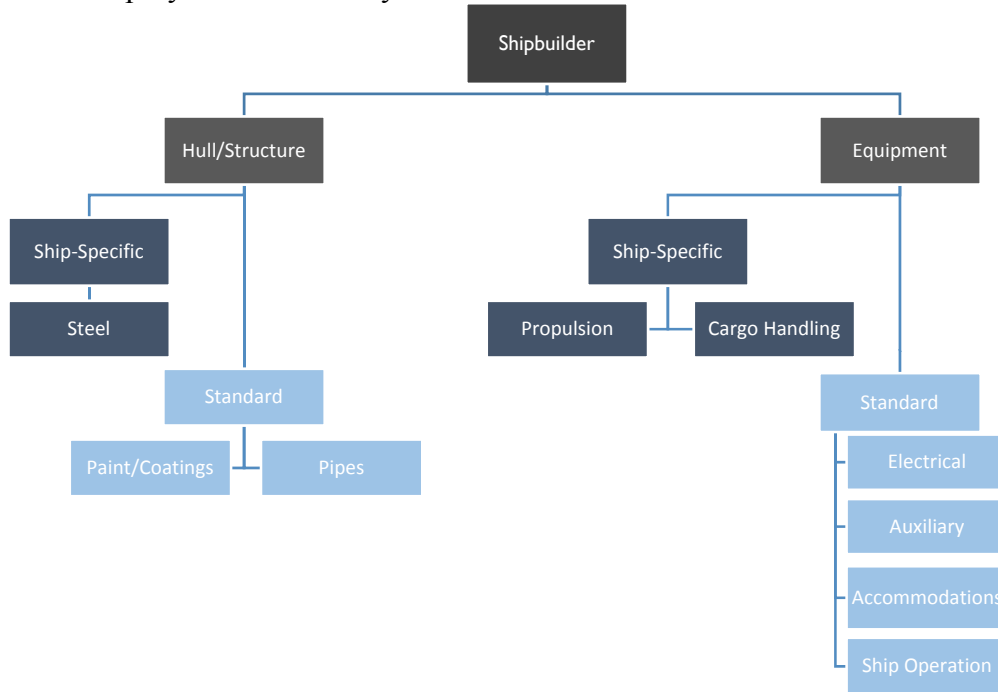 Shipbuilder
Hull/Structure
Equipment
Ship-Specific
Steel
Standard
Paint/Coatings
Pipes
Ship-Specific
Propulsion
Cargo Handling
Standard
Electrical
Auxiliary
Accommodations
Ship Operation